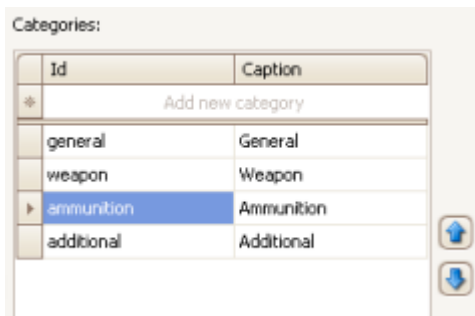 Categories:
Id Caption
Add new category
general General
weapon Weapon
ammunition Ammunition
additional Additional